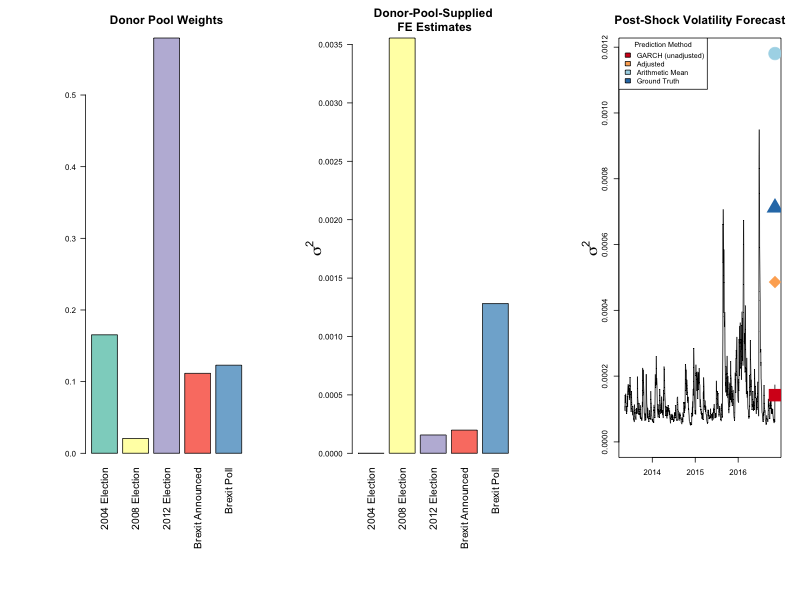 Donor Pool Weights
0.5
0.4
0.3
0.2
0.1
0.0
2004 Election
2008 Election
2012 Election
Brexit Announced
Brexit Poll
Donor-Pool-Supplied
FE Estimates
σ2
0.0035
0.0030
0.0025
0.0020
0.0015
0.0010
0.0005
0.0000
2004 Election
2008 Election
2012 Election
Brexit Announced
Brexit Poll
Post-Shock Volatility Forecast
Prediction Method
GARCH (unadjusted)
Adjusted
Arithmetic Mean
Ground Truth
σ2
0.0012
0.0010
0.0008
0.0006
0.0004
0.0002
0.0000
2014
2015
2016